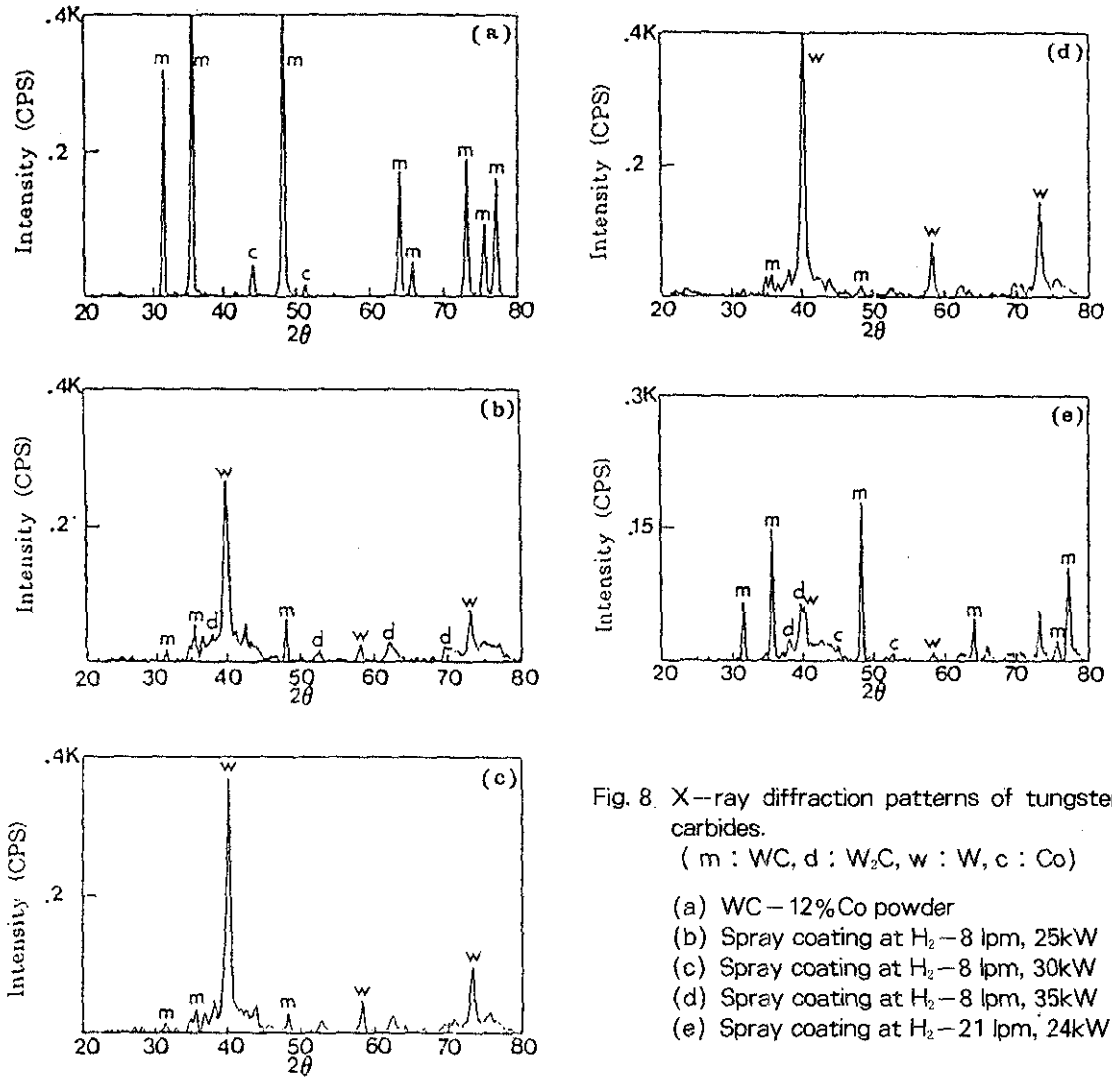 .4K
(a)
m
m
m
m
m
m
m
m
c
c
.2
Intensity (CPS)
20 30 40 50 60 70 80
2θ
.4K
(b)
w
.2
m
m
d
m
d
w
d
d
w
Intensity (CPS)
20 30 40 50 60 70 80
2θ
.4K
(c)
w
.2
m
m
m
w
w
Intensity (CPS)
20 30 40 50 60 70 80
2θ
.4K
(d)
w
.2
m
m
w
w
Intensity (CPS)
20 30 40 50 60 70 80
2θ
.3K
(e)
m
m
m
d
d
w
c
c
w
m
m
m
.15
Intensity (CPS)
20 30 40 50 60 70 80
2θ
Fig. 8. X-ray diffraction patterns of tungste
carbides.
( m : WC, d : W₂C, w : W, c : Co)
(a) WC-12%Co powder
(b) Spray coating at H₂-8 lpm, 25kW
(c) Spray coating at H₂-8 lpm, 30kW
(d) Spray coating at H₂-8 lpm, 35kW
(e) Spray coating at H₂-21 lpm, 24kW